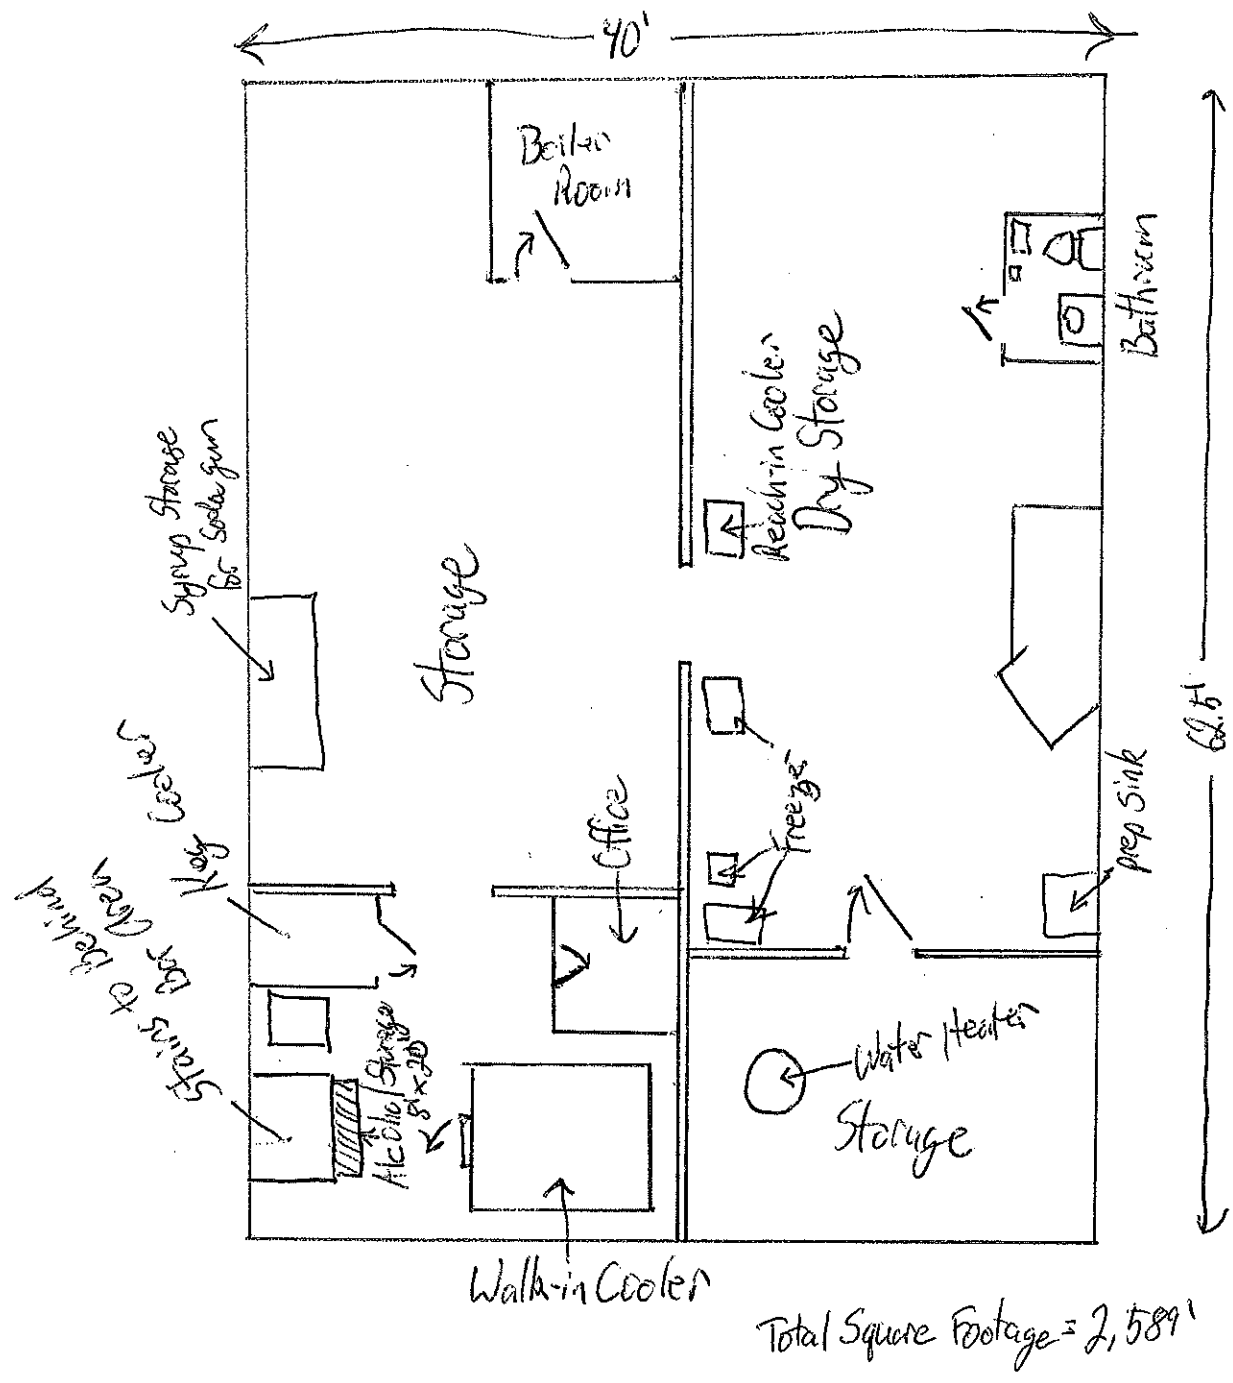 40'
Boiler
Room
Bathroom
Reach-in Cooler
Dry Storage
Syrup Storage
for Soda gun
Storage
62.5'
Keg Cooler
Office
Freezer
prep sink
Stairs to Behind
Bar Area
Alcohol Storage
8' x 20"
Water Heater
Storage
Walk-in Cooler
Total Square Footage = 2,589'